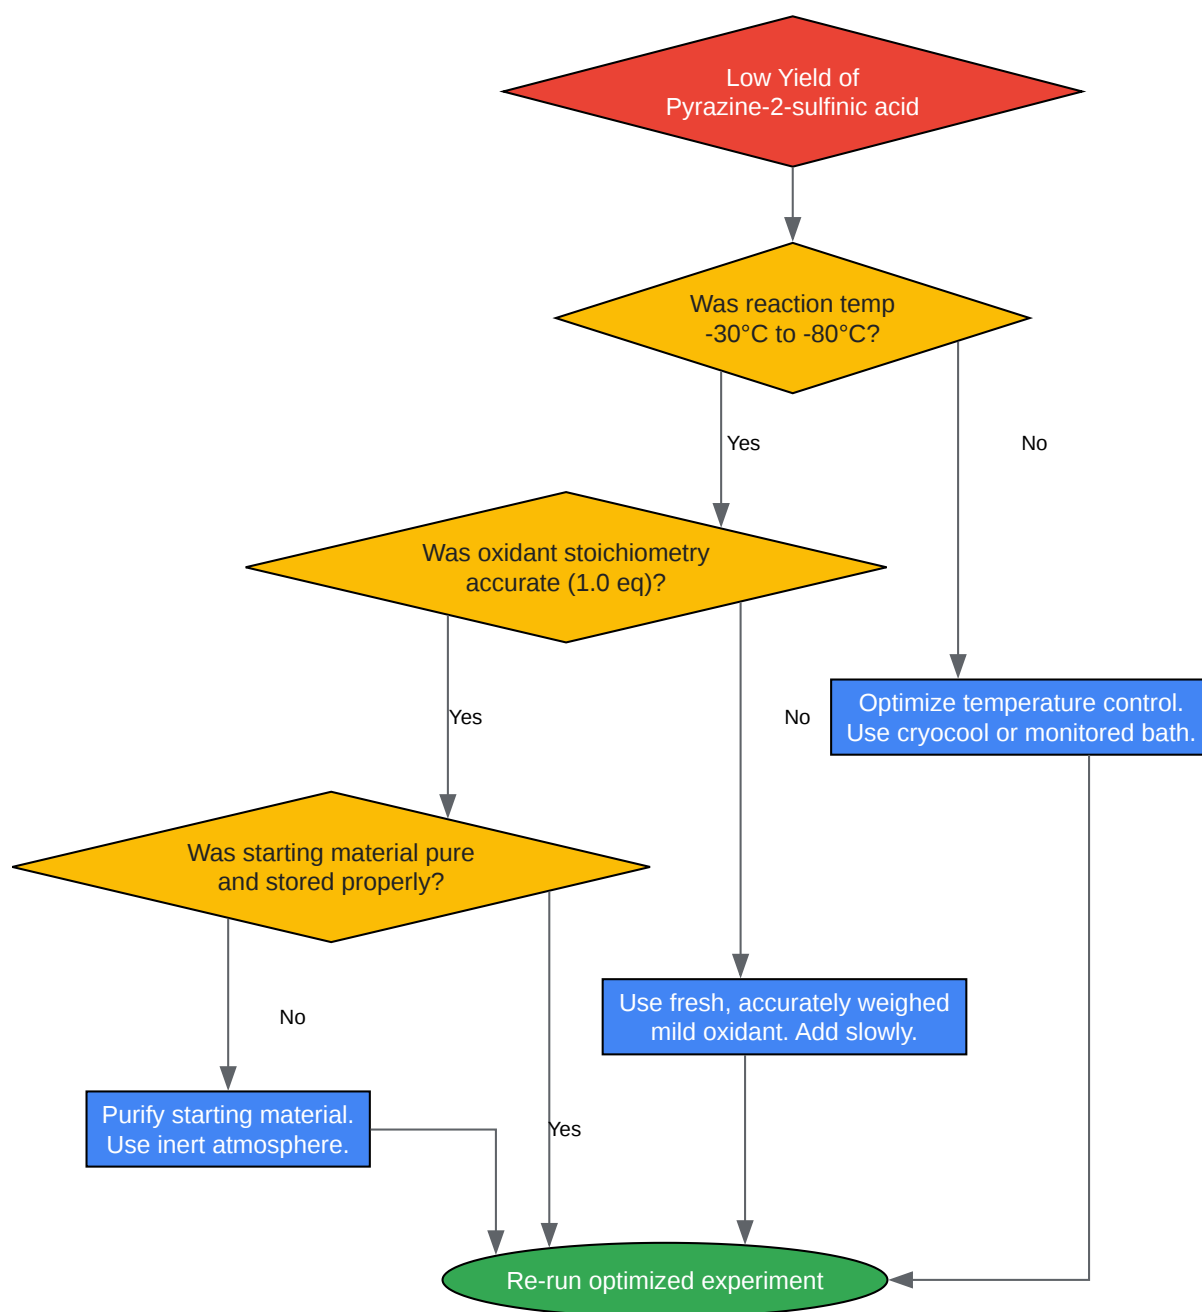 Low Yield of
Pyrazine-2-sulfinic acid
Was reaction temp
-30°C to -80°C?
Yes
No
Was oxidant stoichiometry
accurate (1.0 eq)?
Yes
No
Optimize temperature control.
Use cryocool or monitored bath.
Was starting material pure
and stored properly?
No
Use fresh, accurately weighed
mild oxidant. Add slowly.
Purify starting material.
Use inert atmosphere.
Yes
Re-run optimized experiment